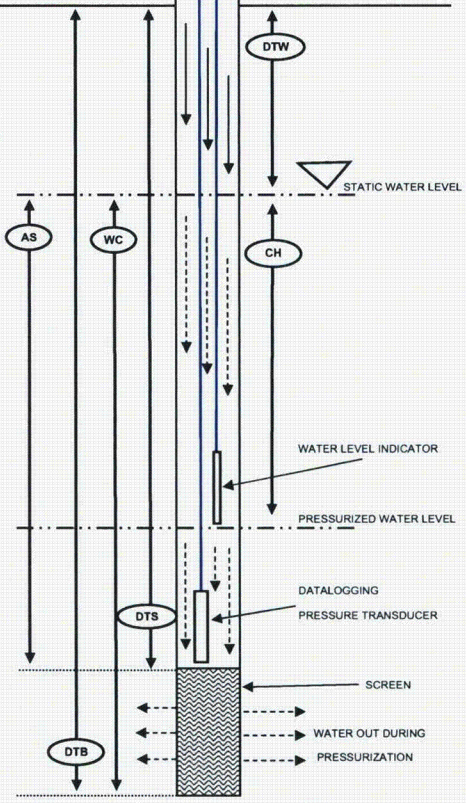 DTW
STATIC WATER LEVEL
AS
WC
CH
WATER LEVEL INDICATOR
PRESSURIZED WATER LEVEL
DATALOGGING
PRESSURE TRANSDUCER
DTS
SCREEN
WATER OUT DURING
PRESSURIZATION
DTB